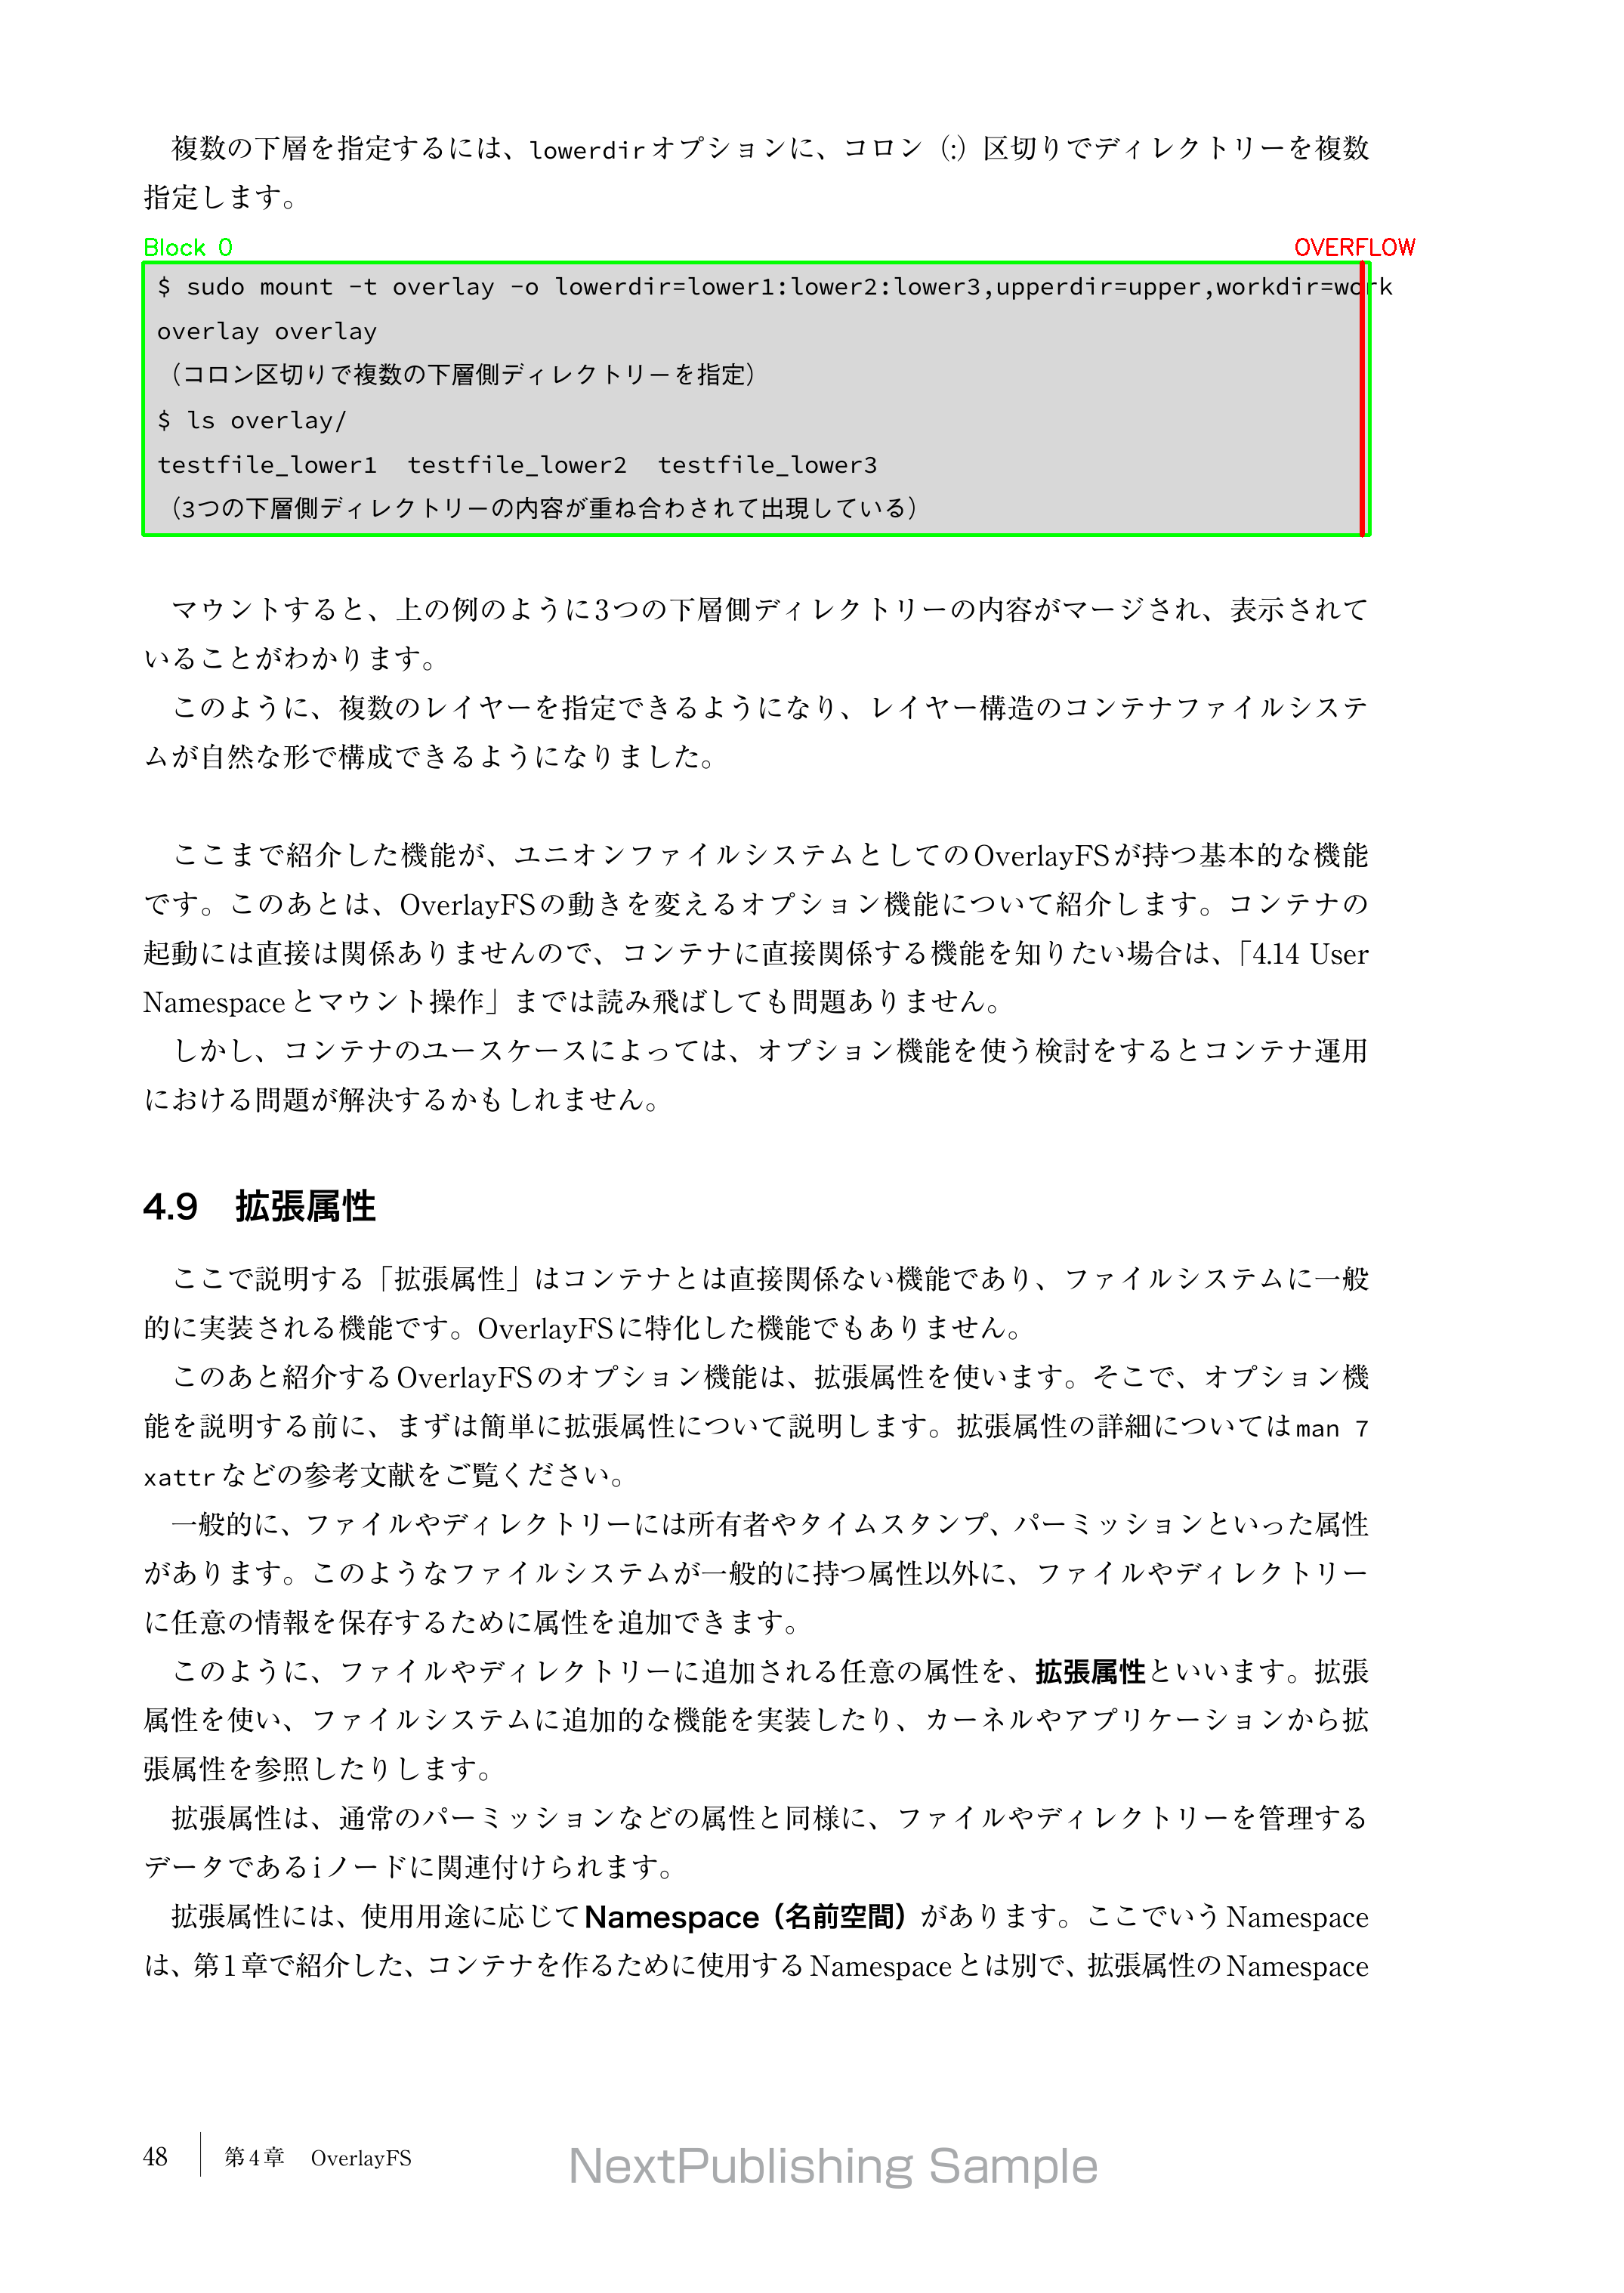 複数の下層を指定するには、lowerdirオプションに、コロン（:）区切りでディレクトリーを複数
指定します。
Block 0
OVERFLOW
$ sudo mount -t overlay -o lowerdir=lower1:lower2:lower3,upperdir=upper,workdir=work
overlay overlay
（コロン区切りで複数の下層側ディレクトリーを指定）
$ ls overlay/
testfile_lower1  testfile_lower2  testfile_lower3
（3つの下層側ディレクトリーの内容が重ね合わされて出現している）
マウントすると、上の例のように3つの下層側ディレクトリーの内容がマージされ、表示されて
いることがわかります。
このように、複数のレイヤーを指定できるようになり、レイヤー構造のコンテナファイルシステ
ムが自然な形で構成できるようになりました。
ここまで紹介した機能が、ユニオンファイルシステムとしてのOverlayFSが持つ基本的な機能
です。このあとは、OverlayFSの動きを変えるオプション機能について紹介します。コンテナの
起動には直接は関係ありませんので、コンテナに直接関係する機能を知りたい場合は、「4.14 User
Namespaceとマウント操作」までは読み飛ばしても問題ありません。
しかし、コンテナのユースケースによっては、オプション機能を使う検討をするとコンテナ運用
における問題が解決するかもしれません。
4.9　拡張属性
ここで説明する「拡張属性」はコンテナとは直接関係ない機能であり、ファイルシステムに一般
的に実装される機能です。OverlayFSに特化した機能でもありません。
このあと紹介するOverlayFSのオプション機能は、拡張属性を使います。そこで、オプション機
能を説明する前に、まずは簡単に拡張属性について説明します。拡張属性の詳細についてはman 7
xattrなどの参考文献をご覧ください。
一般的に、ファイルやディレクトリーには所有者やタイムスタンプ、パーミッションといった属性
があります。このようなファイルシステムが一般的に持つ属性以外に、ファイルやディレクトリー
に任意の情報を保存するために属性を追加できます。
このように、ファイルやディレクトリーに追加される任意の属性を、拡張属性といいます。拡張
属性を使い、ファイルシステムに追加的な機能を実装したり、カーネルやアプリケーションから拡
張属性を参照したりします。
拡張属性は、通常のパーミッションなどの属性と同様に、ファイルやディレクトリーを管理する
データであるiノードに関連付けられます。
拡張属性には、使用用途に応じてNamespace（名前空間）があります。ここでいうNamespace
は、第1章で紹介した、コンテナを作るために使用するNamespaceとは別で、拡張属性のNamespace
48
第4章　OverlayFS
NextPublishing Sample